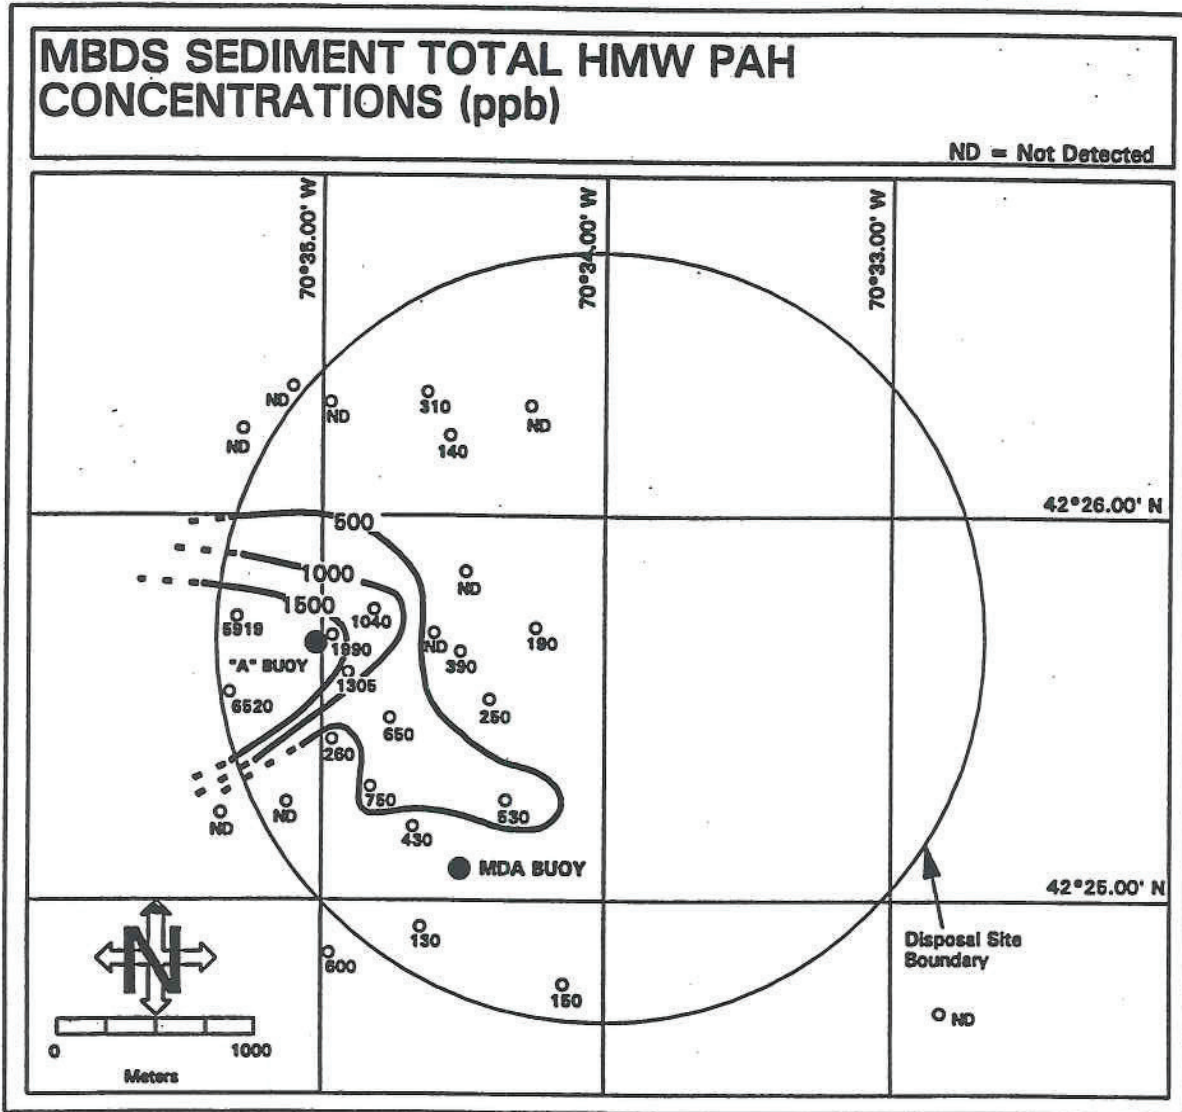 MBDS SEDIMENT TOTAL HMW PAH
CONCENTRATIONS (ppb)
ND = Not Detected
70°35.00' W
70°34.00' W
70°33.00' W
ND
ND
310
ND
ND
140
42°26.00' N
500
1000
ND
1500
5919
1040
1990
ND
190
"A" BUOY
390
1305
6520
250
650
260
750
530
ND
ND
430
MDA BUOY
42°25.00' N
130
Disposal Site
Boundary
N
600
150
ND
0
1000
Meters